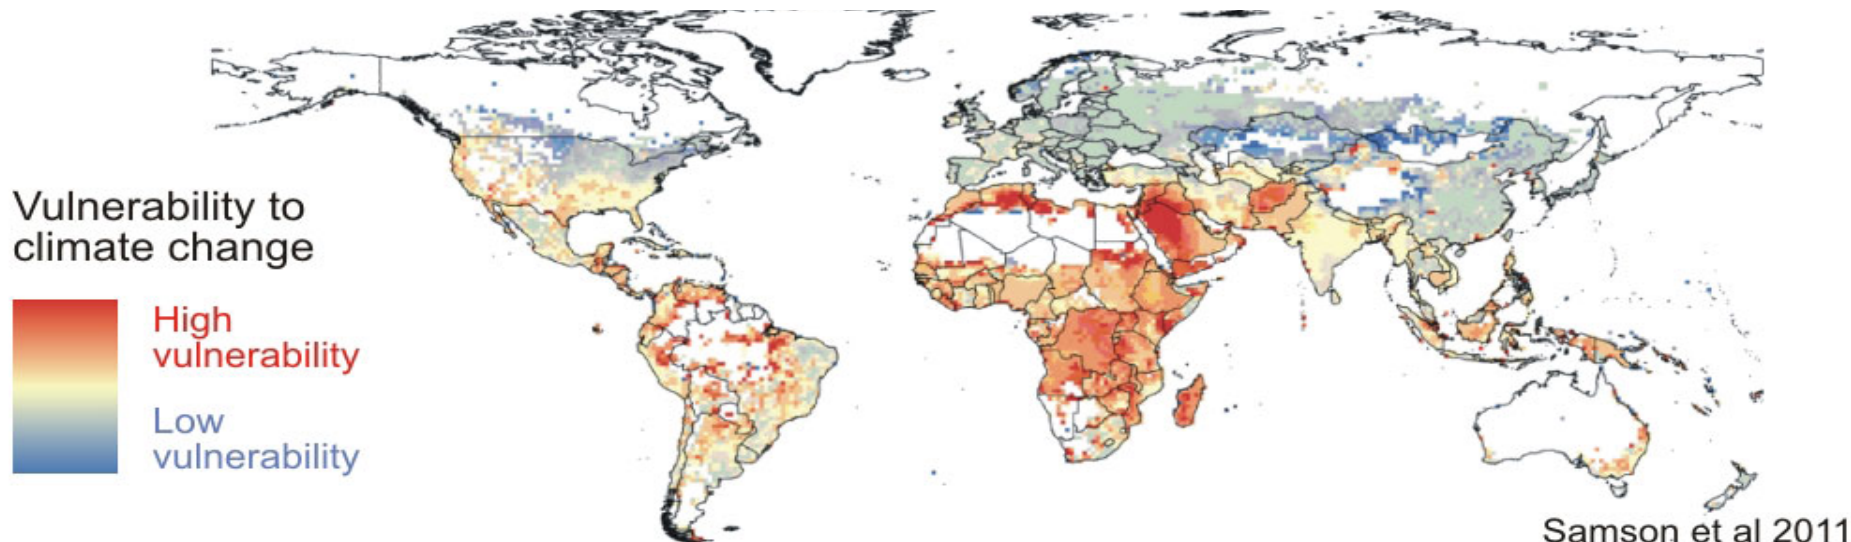 Vulnerability to
climate change
High
vulnerability
Low
vulnerability
Samson et al 2011